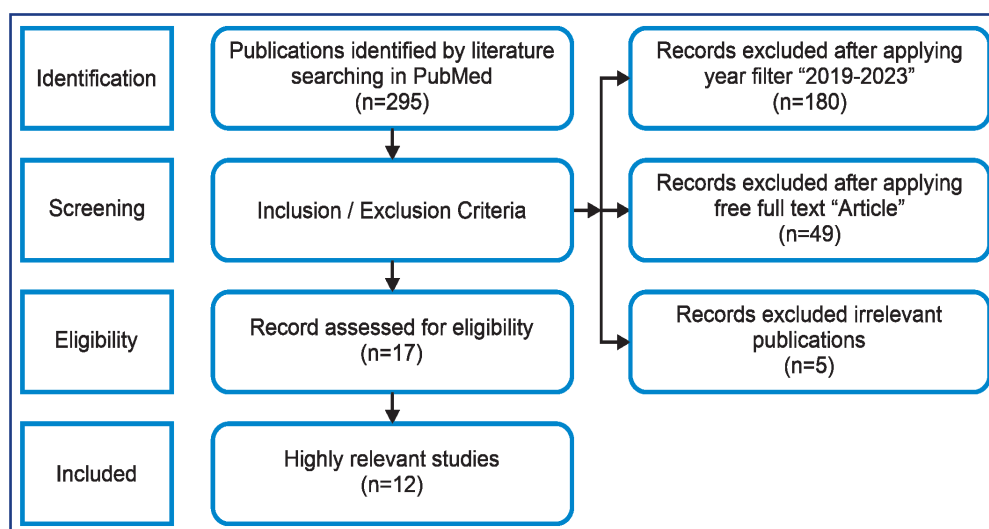 Identification
Publications identified by literature
searching in PubMed
(n=295)
Records excluded after applying
year filter “2019-2023”
(n=180)
Screening
Inclusion / Exclusion Criteria
Records excluded after applying
free full text “Article”
(n=49)
Eligibility
Record assessed for eligibility
(n=17)
Records excluded irrelevant
publications
(n=5)
Included
Highly relevant studies
(n=12)